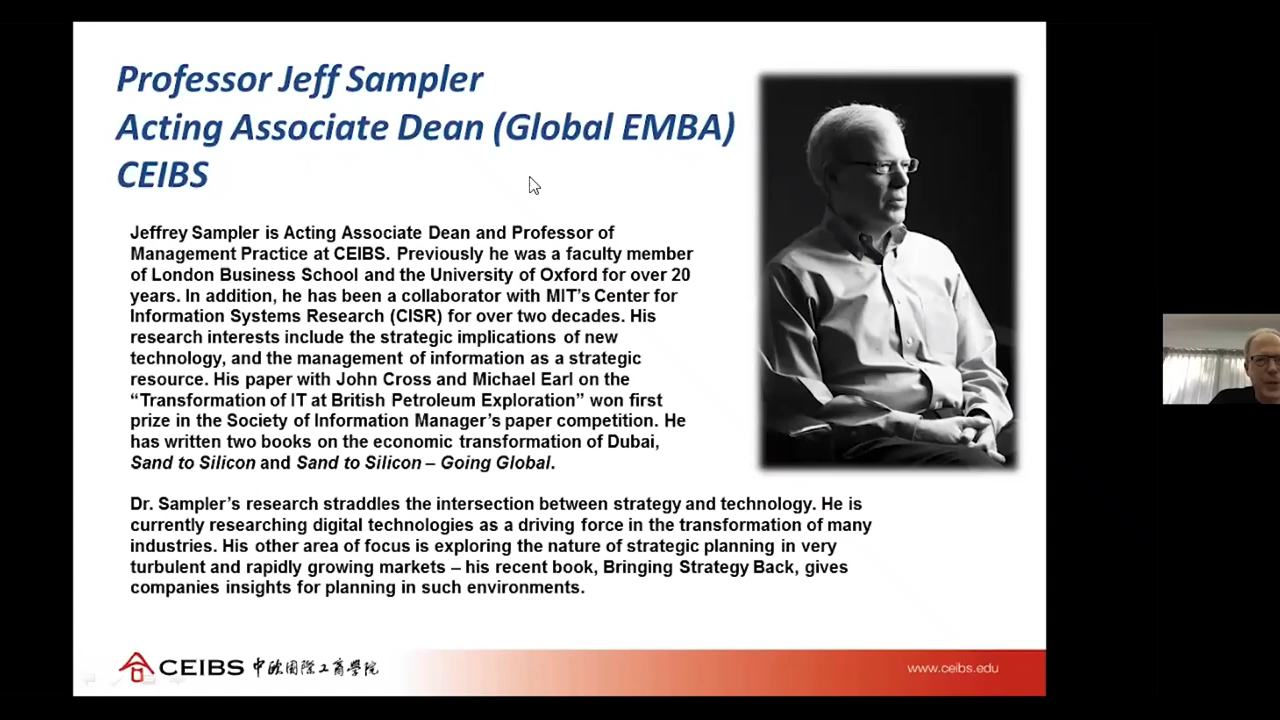 Professor Jeff Sampler
Acting Associate Dean (Global EMBA)
CEIBS
Jeffrey Sampler is Acting Associate Dean and Professor of
Management Practice at CEIBS. Previously he was a faculty member
of London Business School and the University of Oxford for over 20
years. In addition, he has been a collaborator with MIT’s Center for
Information Systems Research (CISR) for over two decades. His
research interests include the strategic implications of new
technology, and the management of information as a strategic
resource. His paper with John Cross and Michael Earl on the
“Transformation of IT at British Petroleum Exploration” won first
prize in the Society of Information Manager’s paper competition. He
has written two books on the economic transformation of Dubai,
Sand to Silicon and Sand to Silicon – Going Global.
Dr. Sampler’s research straddles the intersection between strategy and technology. He is
currently researching digital technologies as a driving force in the transformation of many
industries. His other area of focus is exploring the nature of strategic planning in very
turbulent and rapidly growing markets – his recent book, Bringing Strategy Back, gives
companies insights for planning in such environments.
CEIBS 中欧国际工商学院
www.ceibs.edu